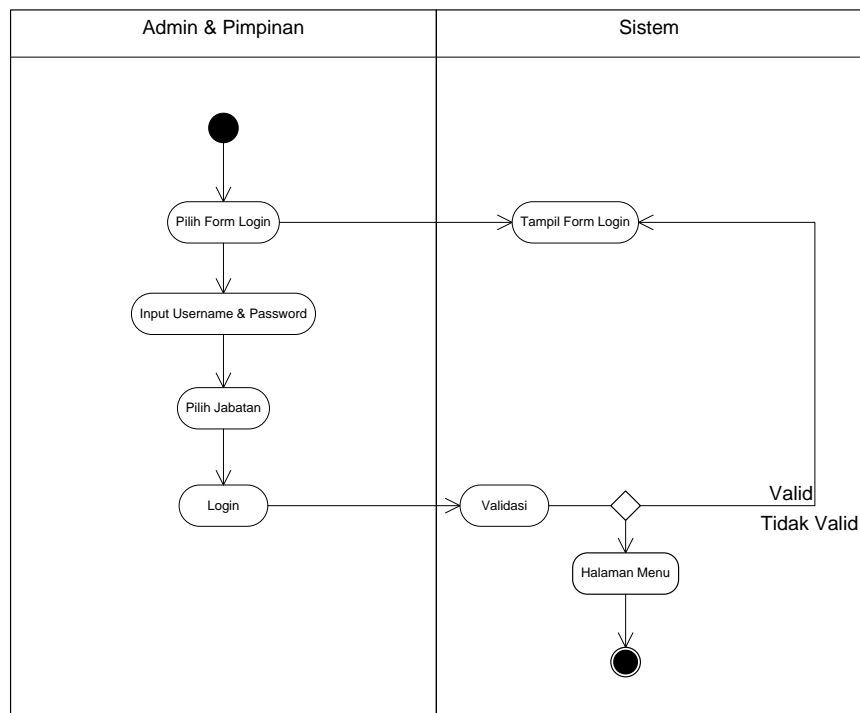 Admin & Pimpinan
Sistem
Pilih Form Login
Tampil Form Login
Input Username & Password
Pilih Jabatan
Login
Validasi
Valid
Tidak Valid
Halaman Menu